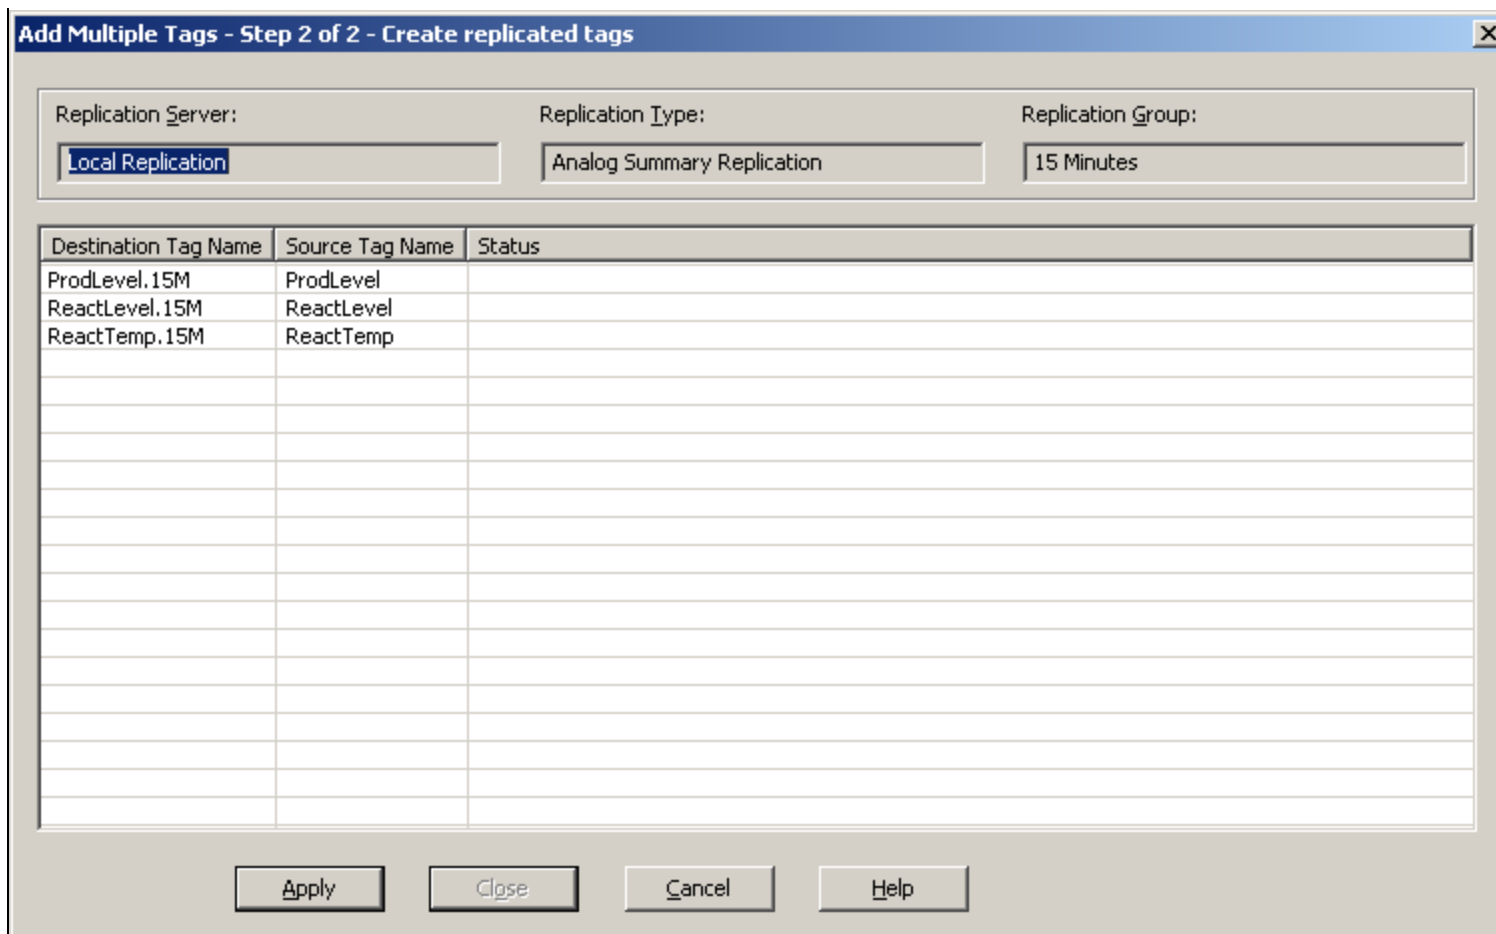 Add Multiple Tags - Step 2 of 2 - Create replicated tags
Replication Server: Replication Type: Replication Group:
Local Replication Analog Summary Replication 15 Minutes
Destination Tag Name Source Tag Name Status
ProdLevel.15M ProdLevel
ReactLevel.15M ReactLevel
ReactTemp.15M ReactTemp
Apply Close Cancel Help